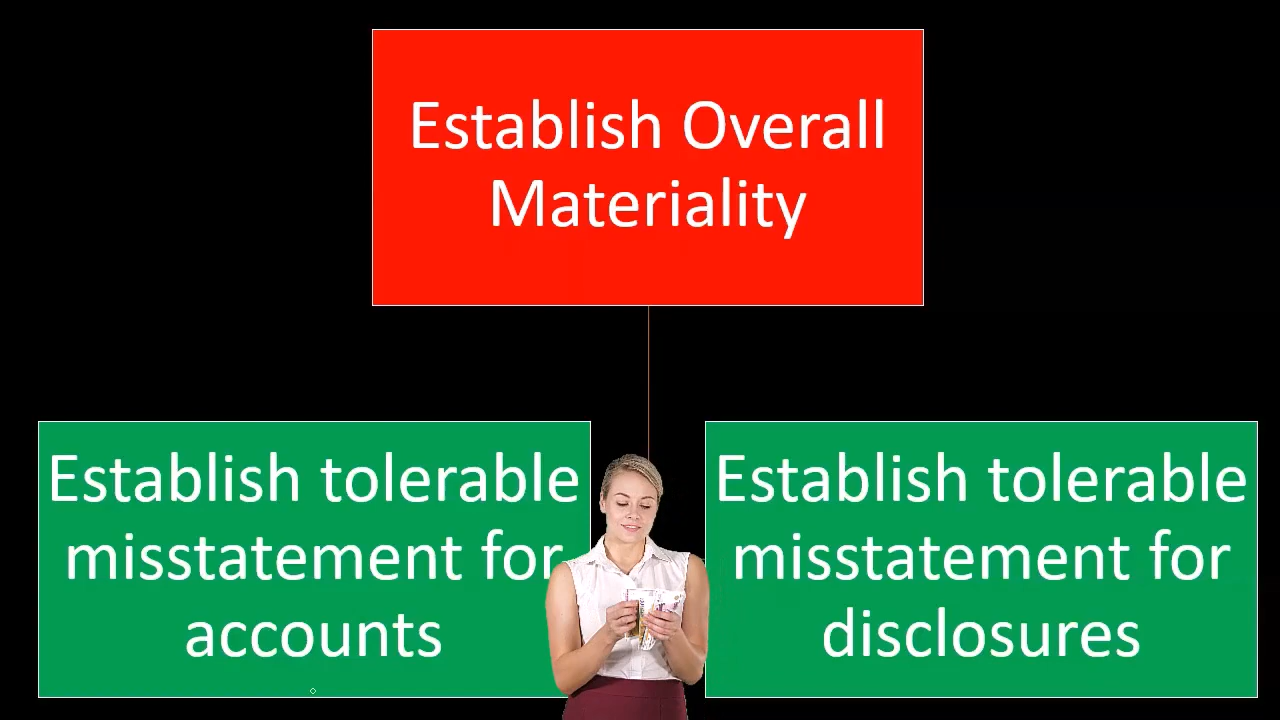 Establish Overall
Materiality
Establish tolerable
misstatement for
accounts
Establish tolerable
misstatement for
disclosures